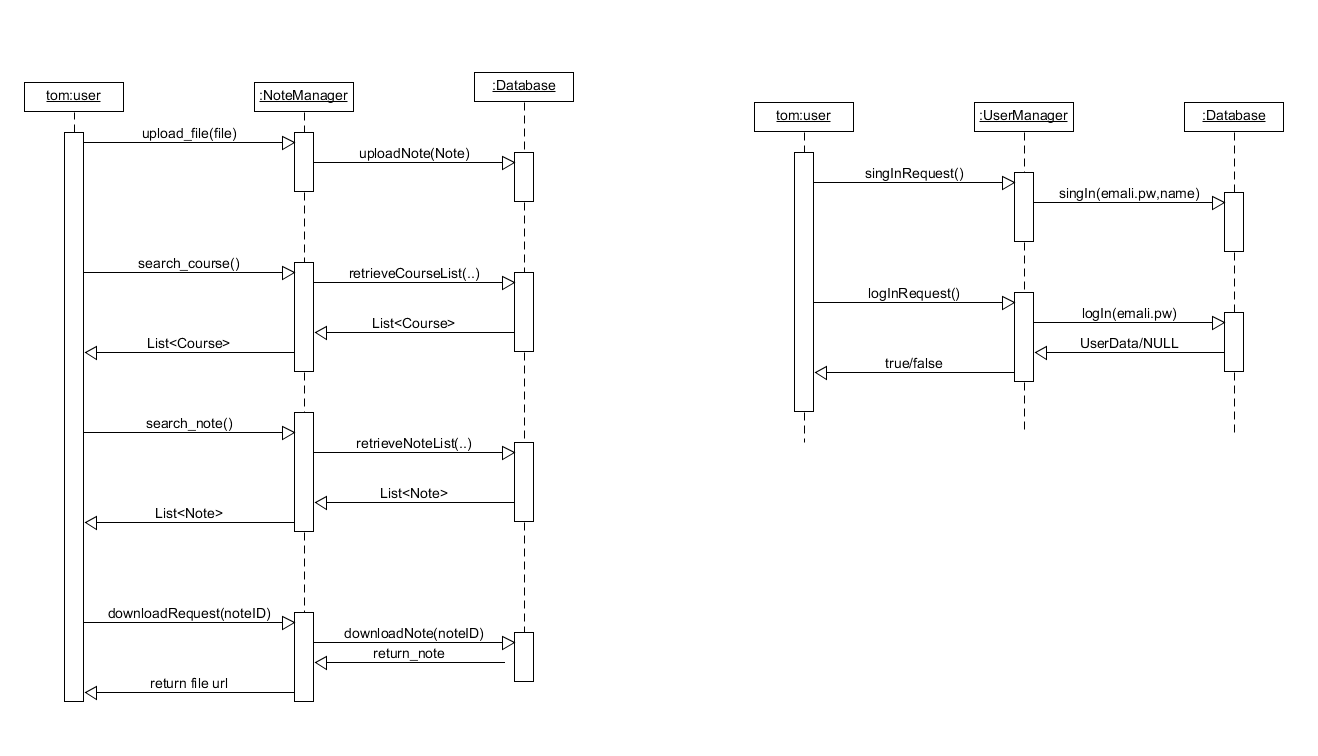 tom:user
:NoteManager
:Database
upload_file(file)
uploadNote(Note)
search_course()
retrieveCourseList(..)
List<Course>
List<Course>
search_note()
retrieveNoteList(..)
List<Note>
List<Note>
downloadRequest(noteID)
downloadNote(noteID)
return_note
return file url
tom:user
:UserManager
:Database
singInRequest()
singIn(emali.pw,name)
logInRequest()
logIn(emali.pw)
UserData/NULL
true/false